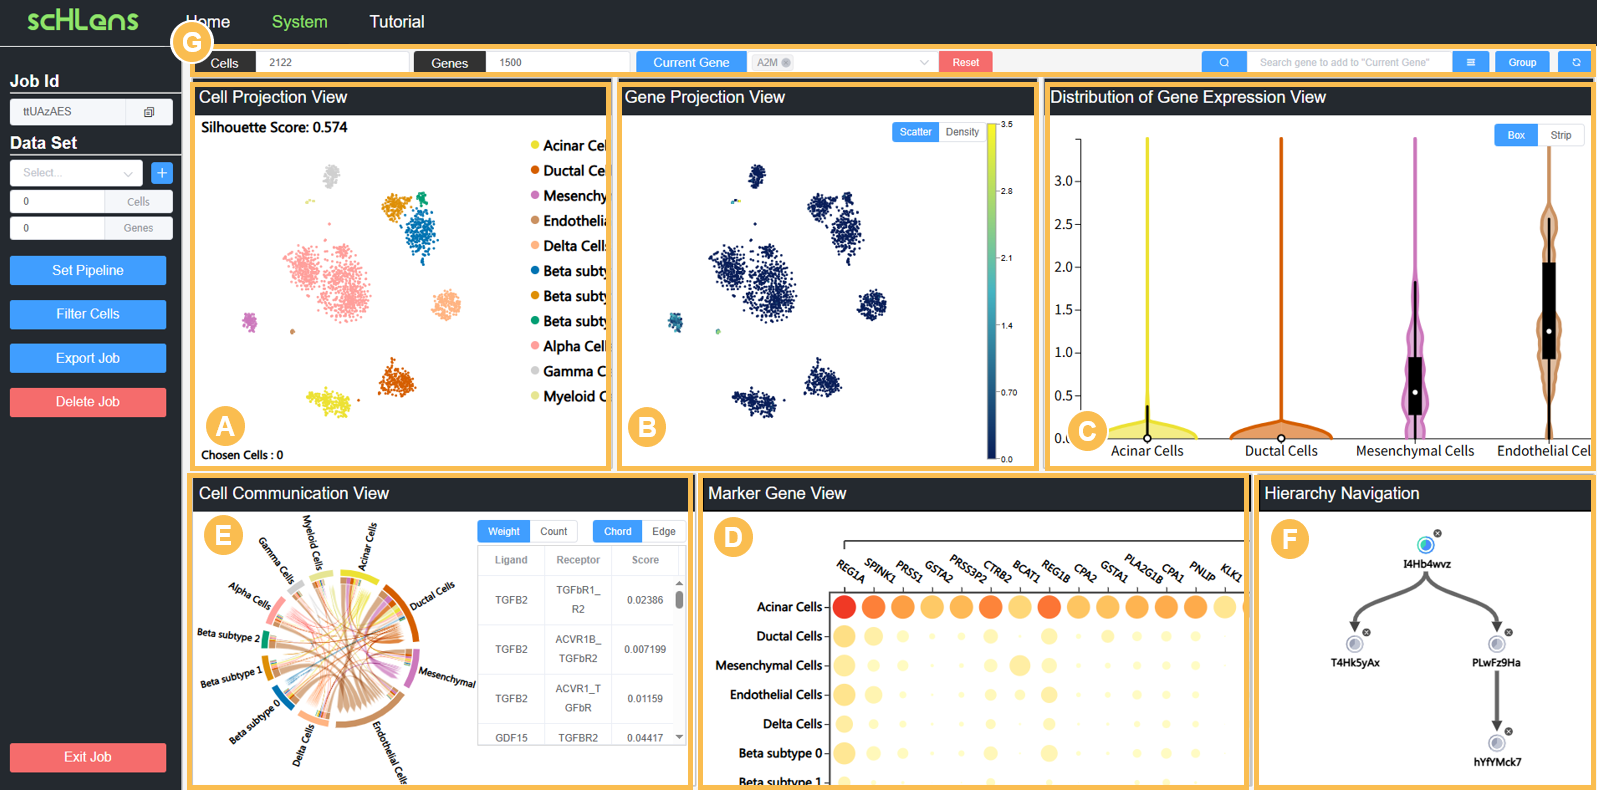 scHLens
Home
System
Tutorial
G
Cells
2122
Genes
1500
Current Gene
A2M
Reset
Search gene to add to "Current Gene"
Group
Job Id
ttUAzAES
Data Set
Select...
+
0
Cells
0
Genes
Set Pipeline
Filter Cells
Export Job
Delete Job
Exit Job
Cell Projection View
Silhouette Score: 0.574
Acinar Cel
Ductal Cell
Mesenchy
Endothelia
Delta Cells
Beta subty
Beta subty
Beta subty
Alpha Cell
Gamma C
Myeloid C
A
Chosen Cells : 0
Gene Projection View
Scatter
Density
3.5
2.8
2.1
1.4
0.70
0.0
B
Distribution of Gene Expression View
Box
Strip
3.0
2.5
2.0
1.5
1.0
0.5
0.
C
Acinar Cells
Ductal Cells
Mesenchymal Cells
Endothelial Cel
Cell Communication View
E
Weight
Count
Chord
Edge
Myeloid Cells
Acinar Cells
Gamma Cells
Ductal Cells
Alpha Cells
Beta subtype 2
Mesenchymal
Beta subtype 1
Beta subtype 0
Delta Cells
Endothelial Cells
Ligand
Receptor
Score
TGFB2
TGFbR1_
R2
0.02386
TGFB2
ACVR1B_
TGFbR2
0.007199
TGFB2
ACVR1_T
GFbR
0.01159
GDF15
TGFBR2
0.04417
Marker Gene View
D
REG1A
SPINK1
PRSS1
GSTA2
PRSS3P2
CTRB2
BCAT1
REG1B
CPA2
GSTA1
PLA2G1B
CPA1
PNLIP
KLK1
Acinar Cells
Ductal Cells
Mesenchymal Cells
Endothelial Cells
Delta Cells
Beta subtype 0
Beta subtype 1
Hierarchy Navigation
F
I4Hb4wvz
T4Hk5yAx
PLwFz9Ha
hYfYMck7